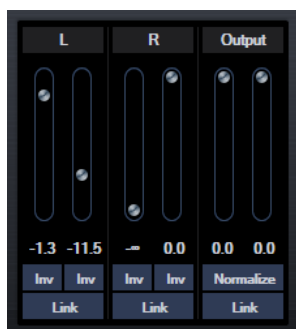 L R Output
-1.3 -11.5 -∞ 0.0 0.0 0.0
Inv Inv Inv Inv Normalize
Link Link Link